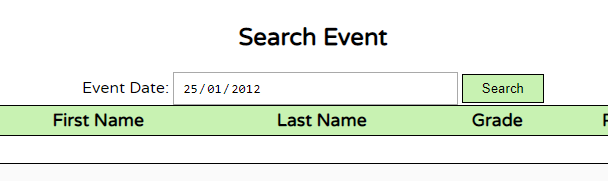 Search Event
Event Date: 25/01/2012 Search
First Name Last Name Grade